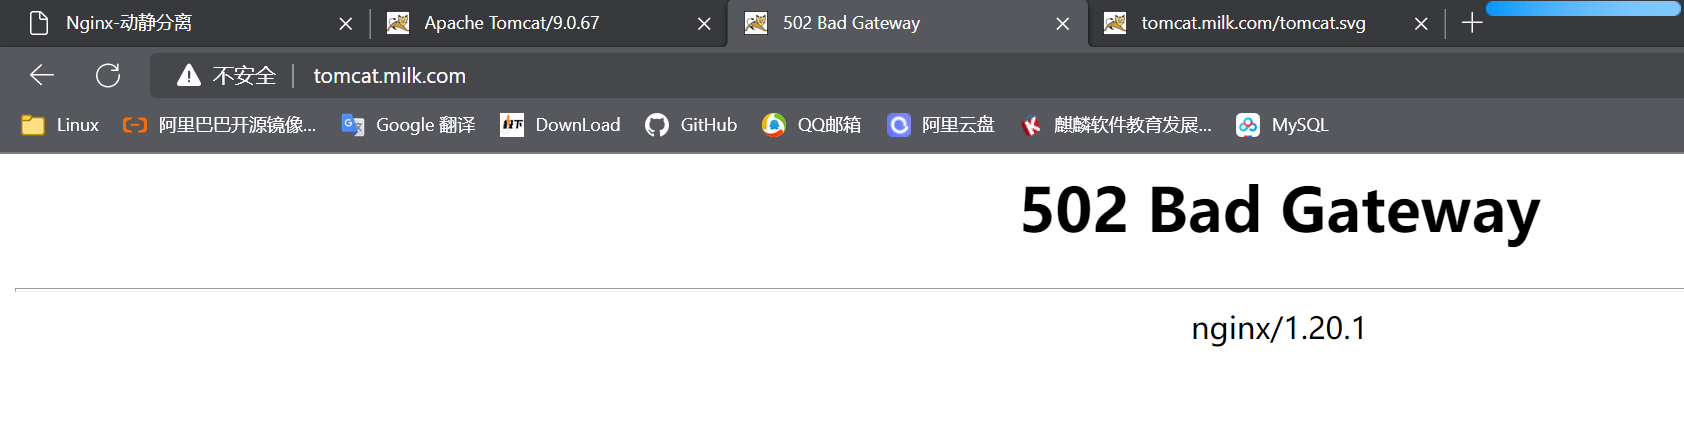 Nginx-动静分离
Apache Tomcat/9.0.67
502 Bad Gateway
tomcat.milk.com/tomcat.svg
不安全
tomcat.milk.com
Linux
阿里巴巴开源镜像...
Google 翻译
DownLoad
GitHub
QQ邮箱
阿里云盘
麒麟软件教育发展...
MySQL
502 Bad Gateway
nginx/1.20.1